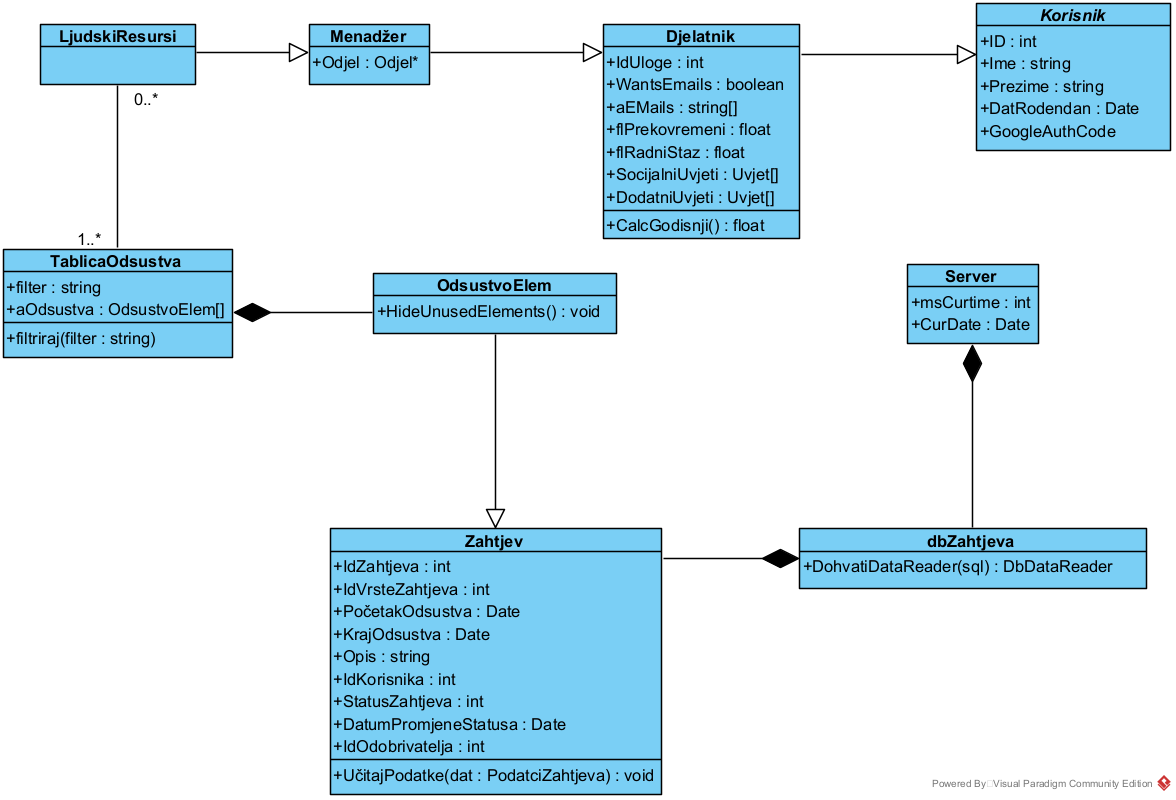 LjudskiResursi
Menadžer
+Odjel : Odjel*
Djelatnik
+IdUloge : int
+WantsEmails : boolean
+aEMails : string[]
+flPrekovremeni : float
+flRadniStaz : float
+SocijalniUvjeti : Uvjet[]
+DodatniUvjeti : Uvjet[]
+CalcGodisnji() : float
Korisnik
+ID : int
+Ime : string
+Prezime : string
+DatRodendan : Date
+GoogleAuthCode
0..*
1..*
TablicaOdsustva
+filter : string
+aOdsustva : OdsustvoElem[]
+filtriraj(filter : string)
OdsustvoElem
+HideUnusedElements() : void
Server
+msCurtime : int
+CurDate : Date
Zahtjev
+IdZahtjeva : int
+IdVrsteZahtjeva : int
+PočetakOdsustva : Date
+KrajOdsustva : Date
+Opis : string
+IdKorisnika : int
+StatusZahtjeva : int
+DatumPromjeneStatusa : Date
+IdOdobrivatelja : int
+UčitajPodatke(dat : PodatciZahtjeva) : void
dbZahtjeva
+DohvatiDataReader(sql) : DbDataReader
Powered By Visual Paradigm Community Edition